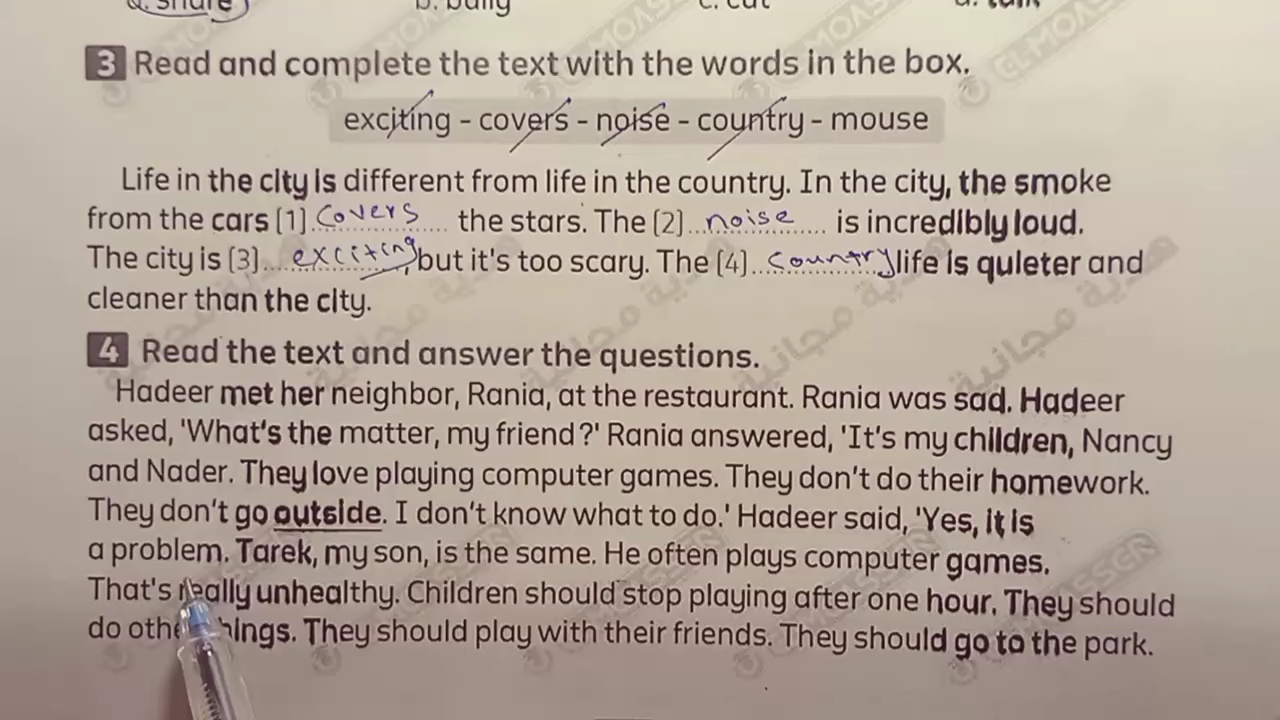 a. share b. bully c. cut d. talk
3 Read and complete the text with the words in the box.
exciting - covers - noise - country - mouse
Life in the city is different from life in the country. In the city, the smoke
from the cars [1] covers the stars. The [2] noise is incredibly loud.
The city is [3] exciting, but it's too scary. The [4] country life is quieter and
cleaner than the city.
4 Read the text and answer the questions.
Hadeer met her neighbor, Rania, at the restaurant. Rania was sad. Hadeer
asked, 'What's the matter, my friend?' Rania answered, 'It's my children, Nancy
and Nader. They love playing computer games. They don't do their homework.
They don't go outside. I don't know what to do.' Hadeer said, 'Yes, it is
a problem. Tarek, my son, is the same. He often plays computer games.
That's really unhealthy. Children should stop playing after one hour. They should
do other things. They should play with their friends. They should go to the park.